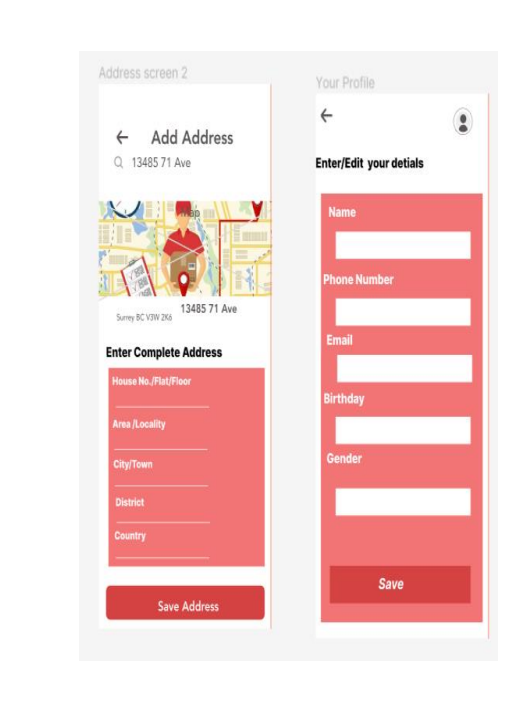 Address screen 2
Add Address
13485 71 Ave
Map
13485 71 Ave
Surrey BC V3W 2K6
Enter Complete Address
House No./Flat/Floor
Area /Locality
City/Town
District
Country
Save Address
Your Profile
Enter/Edit your detials
Name
Phone Number
Email
Birthday
Gender
Save